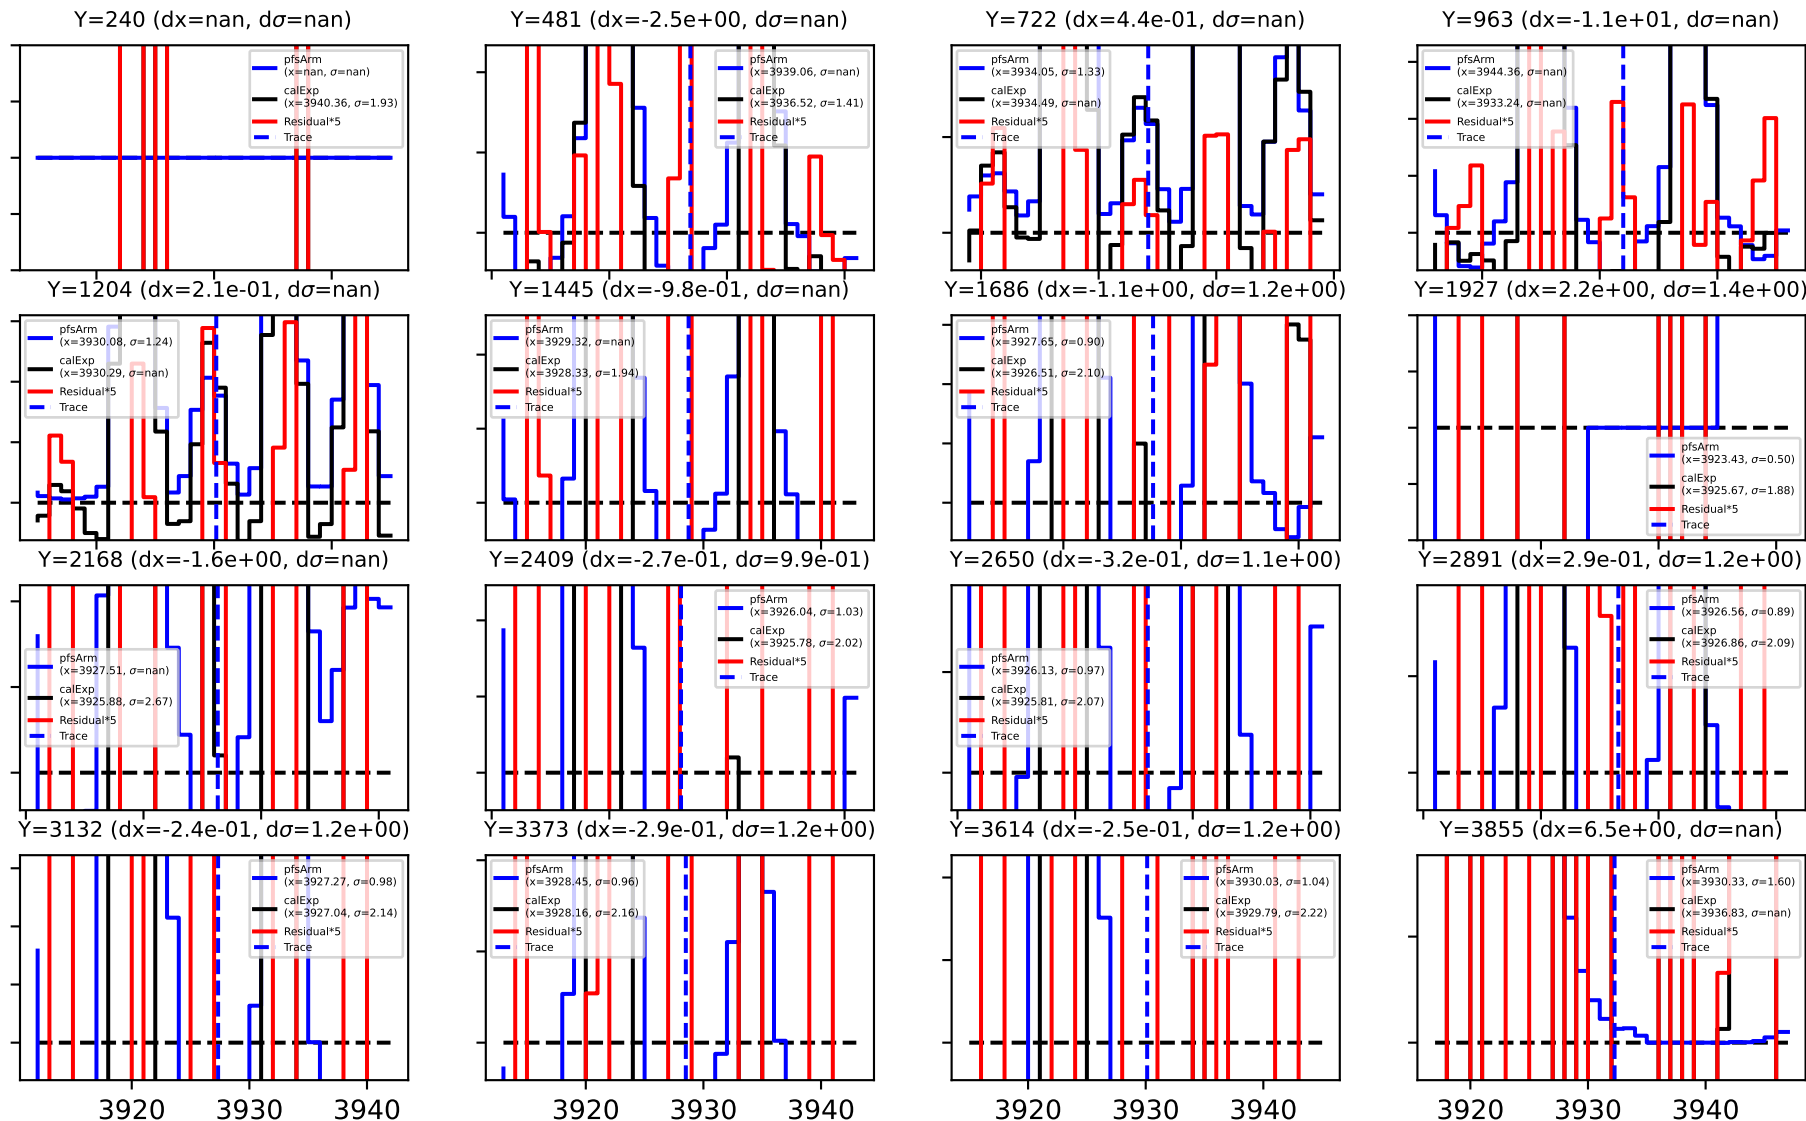 Y=240 (dx=nan, dσ=nan)
pfsArm
(x=nan, σ=nan)
calExp
(x=3940.36, σ=1.93)
Residual*5
Trace
Y=481 (dx=-2.5e+00, dσ=nan)
pfsArm
(x=3939.06, σ=nan)
calExp
(x=3936.52, σ=1.41)
Residual*5
Trace
Y=722 (dx=4.4e-01, dσ=nan)
pfsArm
(x=3934.05, σ=1.33)
calExp
(x=3934.49, σ=nan)
Residual*5
Trace
Y=963 (dx=-1.1e+01, dσ=nan)
pfsArm
(x=3944.36, σ=nan)
calExp
(x=3933.24, σ=nan)
Residual*5
Trace
Y=1204 (dx=2.1e-01, dσ=nan)
pfsArm
(x=3930.08, σ=1.24)
calExp
(x=3930.29, σ=nan)
Residual*5
Trace
Y=1445 (dx=-9.8e-01, dσ=nan)
pfsArm
(x=3929.32, σ=nan)
calExp
(x=3928.33, σ=1.94)
Residual*5
Trace
Y=1686 (dx=-1.1e+00, dσ=1.2e+00)
pfsArm
(x=3927.65, σ=0.90)
calExp
(x=3926.51, σ=2.10)
Residual*5
Trace
Y=1927 (dx=2.2e+00, dσ=1.4e+00)
pfsArm
(x=3923.43, σ=0.50)
calExp
(x=3925.67, σ=1.88)
Residual*5
Trace
Y=2168 (dx=-1.6e+00, dσ=nan)
pfsArm
(x=3927.51, σ=nan)
calExp
(x=3925.88, σ=2.67)
Residual*5
Trace
Y=2409 (dx=-2.7e-01, dσ=9.9e-01)
pfsArm
(x=3926.04, σ=1.03)
calExp
(x=3925.78, σ=2.02)
Residual*5
Trace
Y=2650 (dx=-3.2e-01, dσ=1.1e+00)
pfsArm
(x=3926.13, σ=0.97)
calExp
(x=3925.81, σ=2.07)
Residual*5
Trace
Y=2891 (dx=2.9e-01, dσ=1.2e+00)
pfsArm
(x=3926.56, σ=0.89)
calExp
(x=3926.86, σ=2.09)
Residual*5
Trace
Y=3132 (dx=-2.4e-01, dσ=1.2e+00)
pfsArm
(x=3927.27, σ=0.98)
calExp
(x=3927.04, σ=2.14)
Residual*5
Trace
3920 3930 3940
Y=3373 (dx=-2.9e-01, dσ=1.2e+00)
pfsArm
(x=3928.45, σ=0.96)
calExp
(x=3928.16, σ=2.16)
Residual*5
Trace
3920 3930 3940
Y=3614 (dx=-2.5e-01, dσ=1.2e+00)
pfsArm
(x=3930.03, σ=1.04)
calExp
(x=3929.79, σ=2.22)
Residual*5
Trace
3920 3930 3940
Y=3855 (dx=6.5e+00, dσ=nan)
pfsArm
(x=3930.33, σ=1.60)
calExp
(x=3936.83, σ=nan)
Residual*5
Trace
3920 3930 3940